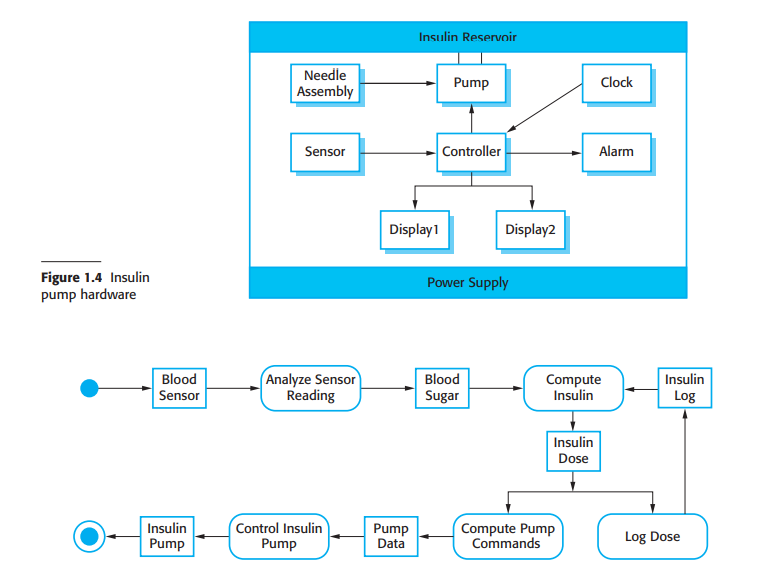 Insulin Reservoir
Needle
Assembly
Pump
Clock
Sensor
Controller
Alarm
Display1
Display2
Power Supply
Figure 1.4 Insulin
pump hardware
Blood
Sensor
Analyze Sensor
Reading
Blood
Sugar
Compute
Insulin
Insulin
Log
Insulin
Dose
Insulin
Pump
Control Insulin
Pump
Pump
Data
Compute Pump
Commands
Log Dose